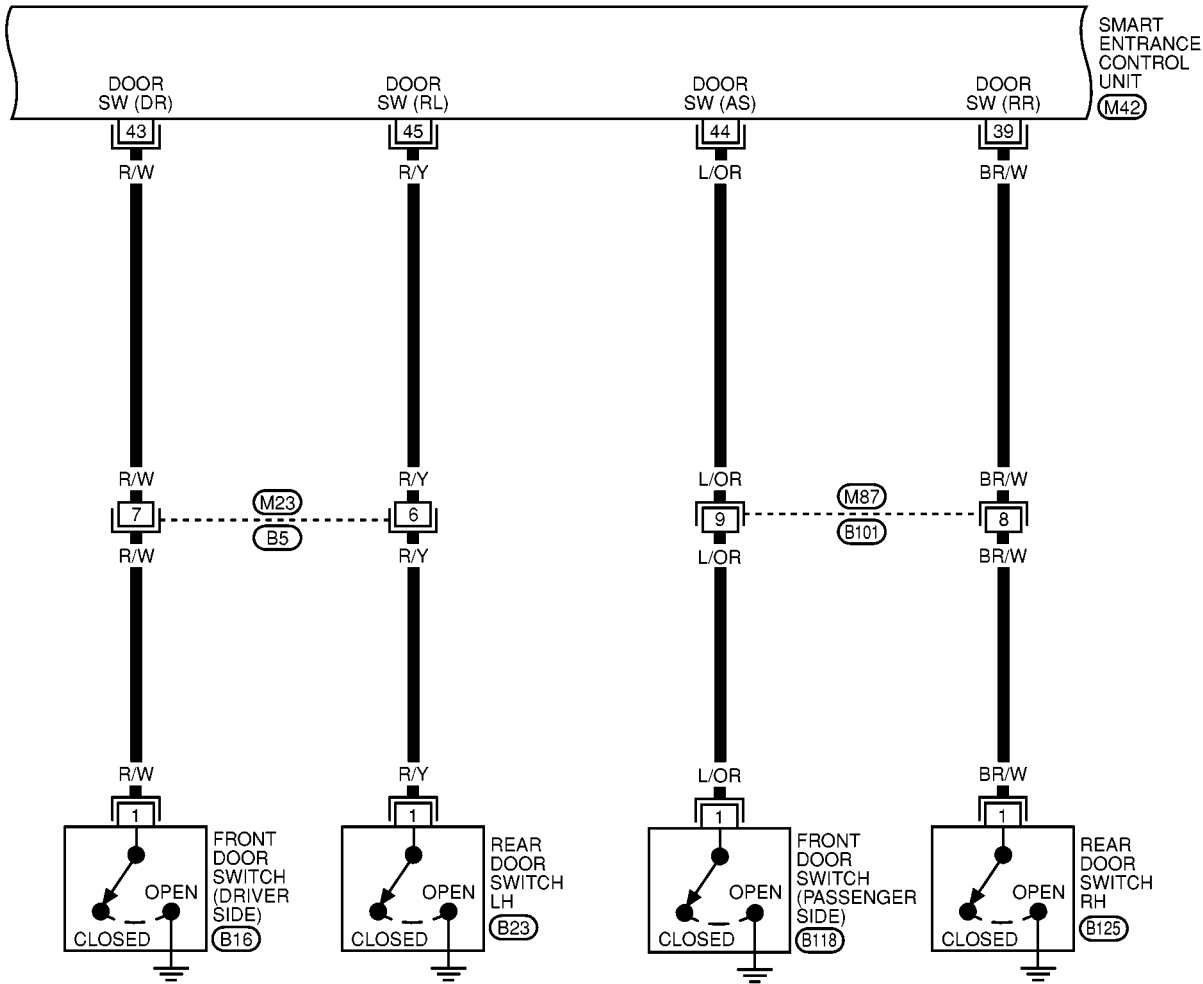 SMART
ENTRANCE
CONTROL
UNIT
M42
DOOR
SW (DR)
DOOR
SW (RL)
DOOR
SW (AS)
DOOR
SW (RR)
43
45
44
39
R/W
R/Y
L/OR
BR/W
R/W
R/Y
L/OR
BR/W
7
M23
B5
6
9
M87
B101
8
R/W
R/Y
L/OR
BR/W
R/W
R/Y
L/OR
BR/W
1
1
1
1
OPEN
CLOSED
FRONT
DOOR
SWITCH
(DRIVER
SIDE)
B16
OPEN
CLOSED
REAR
DOOR
SWITCH
LH
B23
OPEN
CLOSED
FRONT
DOOR
SWITCH
(PASSENGER
SIDE)
B118
OPEN
CLOSED
REAR
DOOR
SWITCH
RH
B125